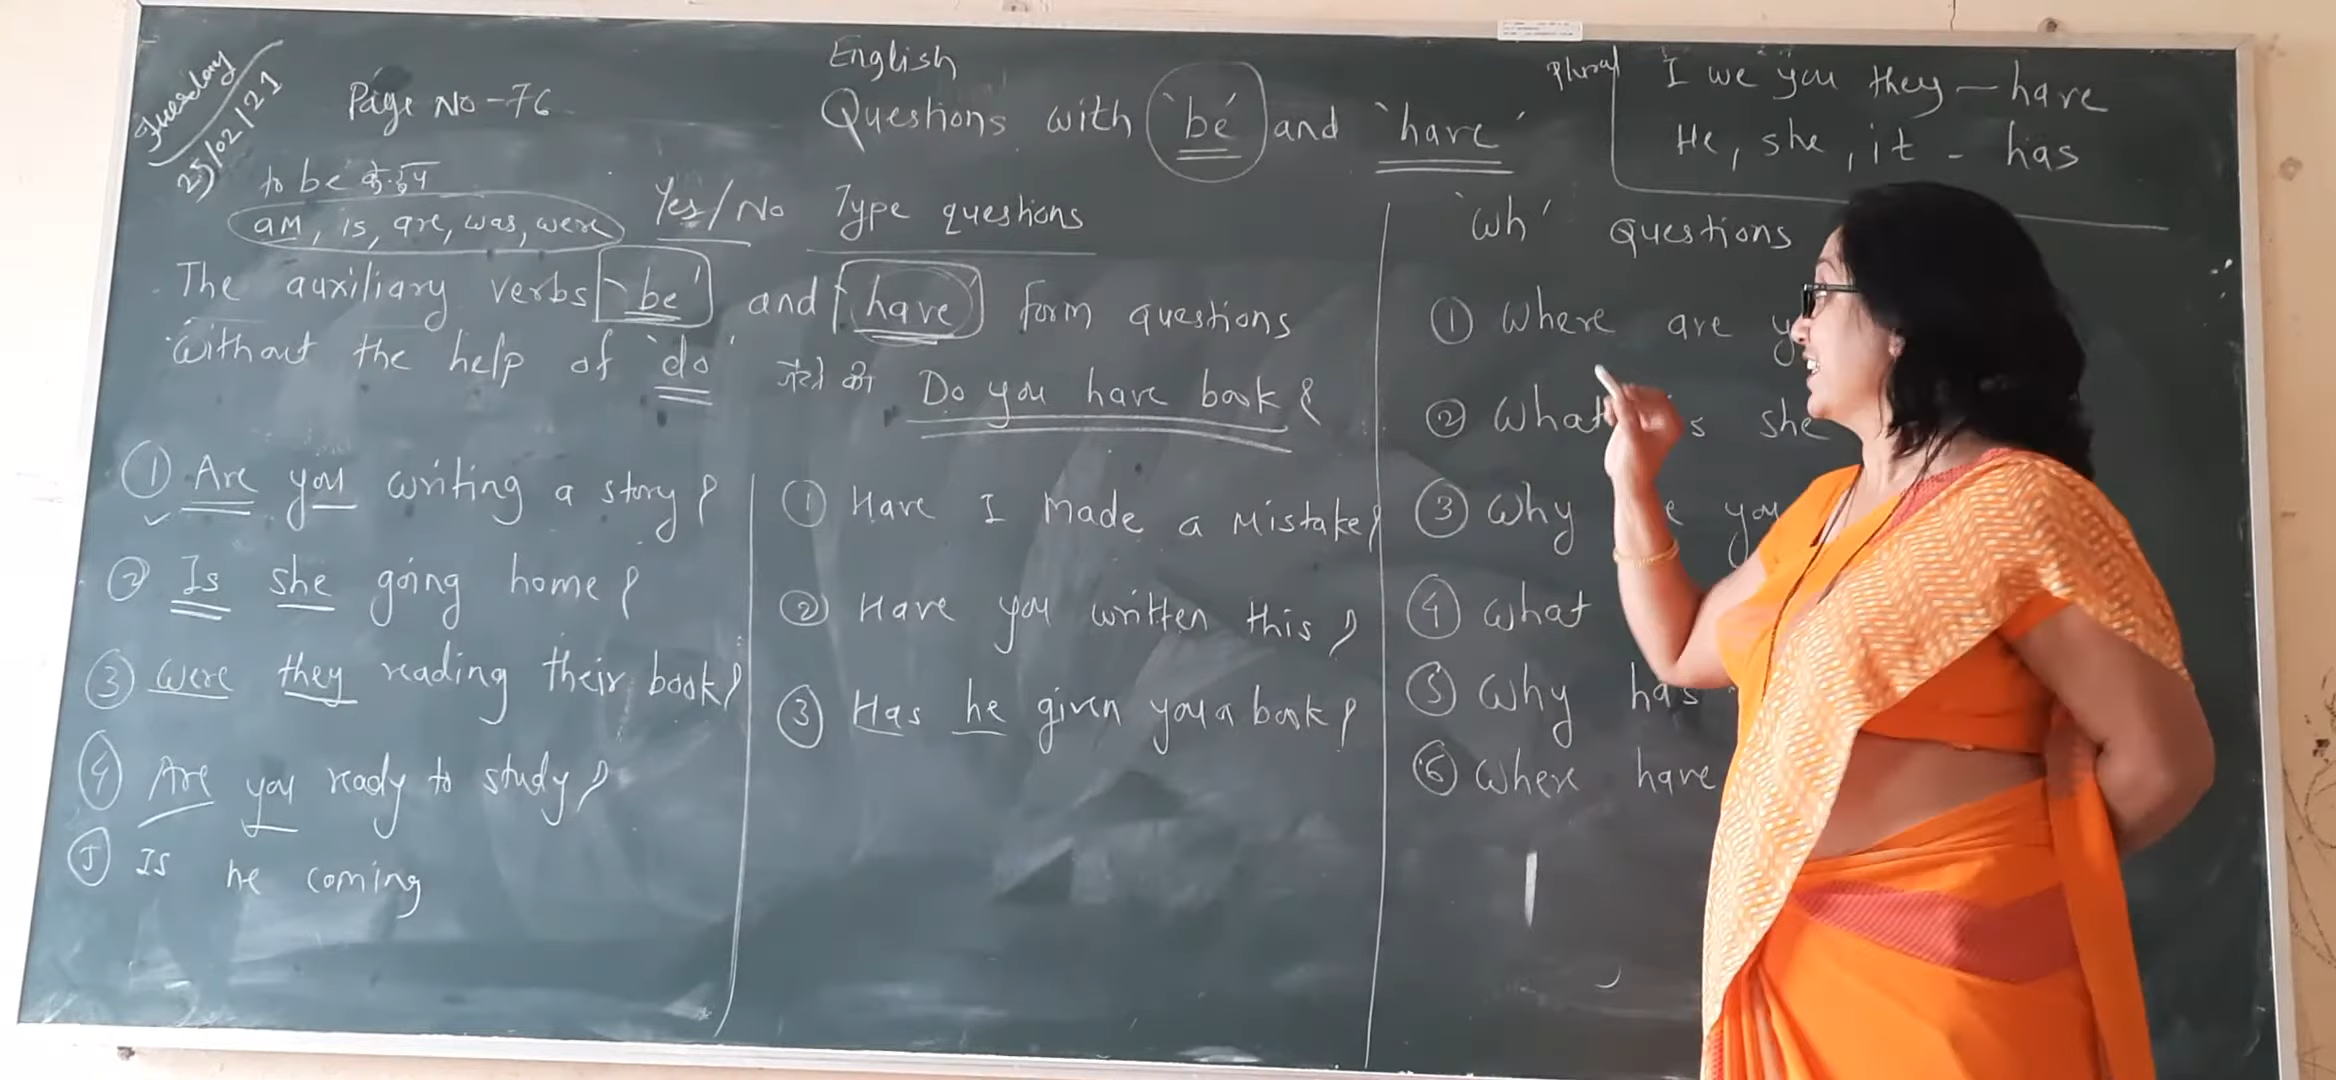 Tuesday
23/02/21
Page No - 76
English
Questions with 'be' and 'have'
Plural
I we you they - have
He, she, it - has
to be
am, is, are, was, were
Yes/No Type questions
The auxiliary verbs 'be' and 'have' form questions
without the help of 'do'
Do you have book ?
① Are you writing a story?
② Is she going home?
③ Were they reading their book?
④ Are you ready to study?
⑤ Is he coming
① Have I made a mistake?
② Have you written this?
③ Has he given you a book?
'Wh' Questions
① Where are
② What she
③ Why you
④ What
⑤ Why has
⑥ Where have